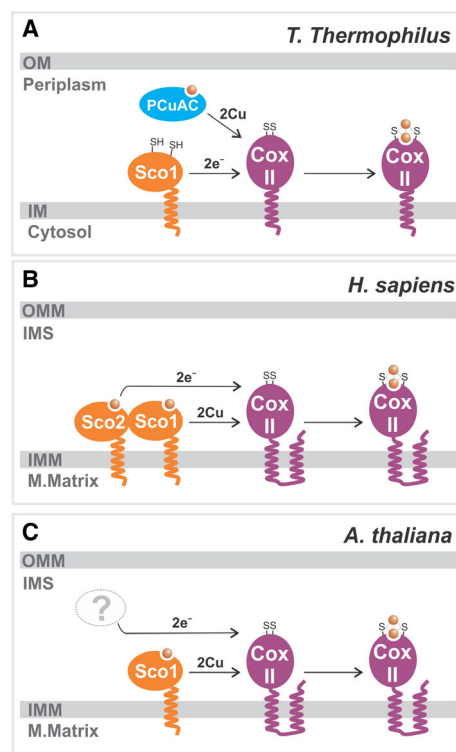 A
T. Thermophilus
OM
Periplasm
PCuAC
2Cu
SS
SH
SH
Sco1
2e⁻
Cox
II
S
S
Cox
II
IM
Cytosol
B
H. sapiens
OMM
IMS
2e⁻
SS
Sco2
Sco1
2Cu
Cox
II
S
S
Cox
II
IMM
M.Matrix
C
A. thaliana
OMM
IMS
?
2e⁻
SS
Sco1
2Cu
Cox
II
S
S
Cox
II
IMM
M.Matrix